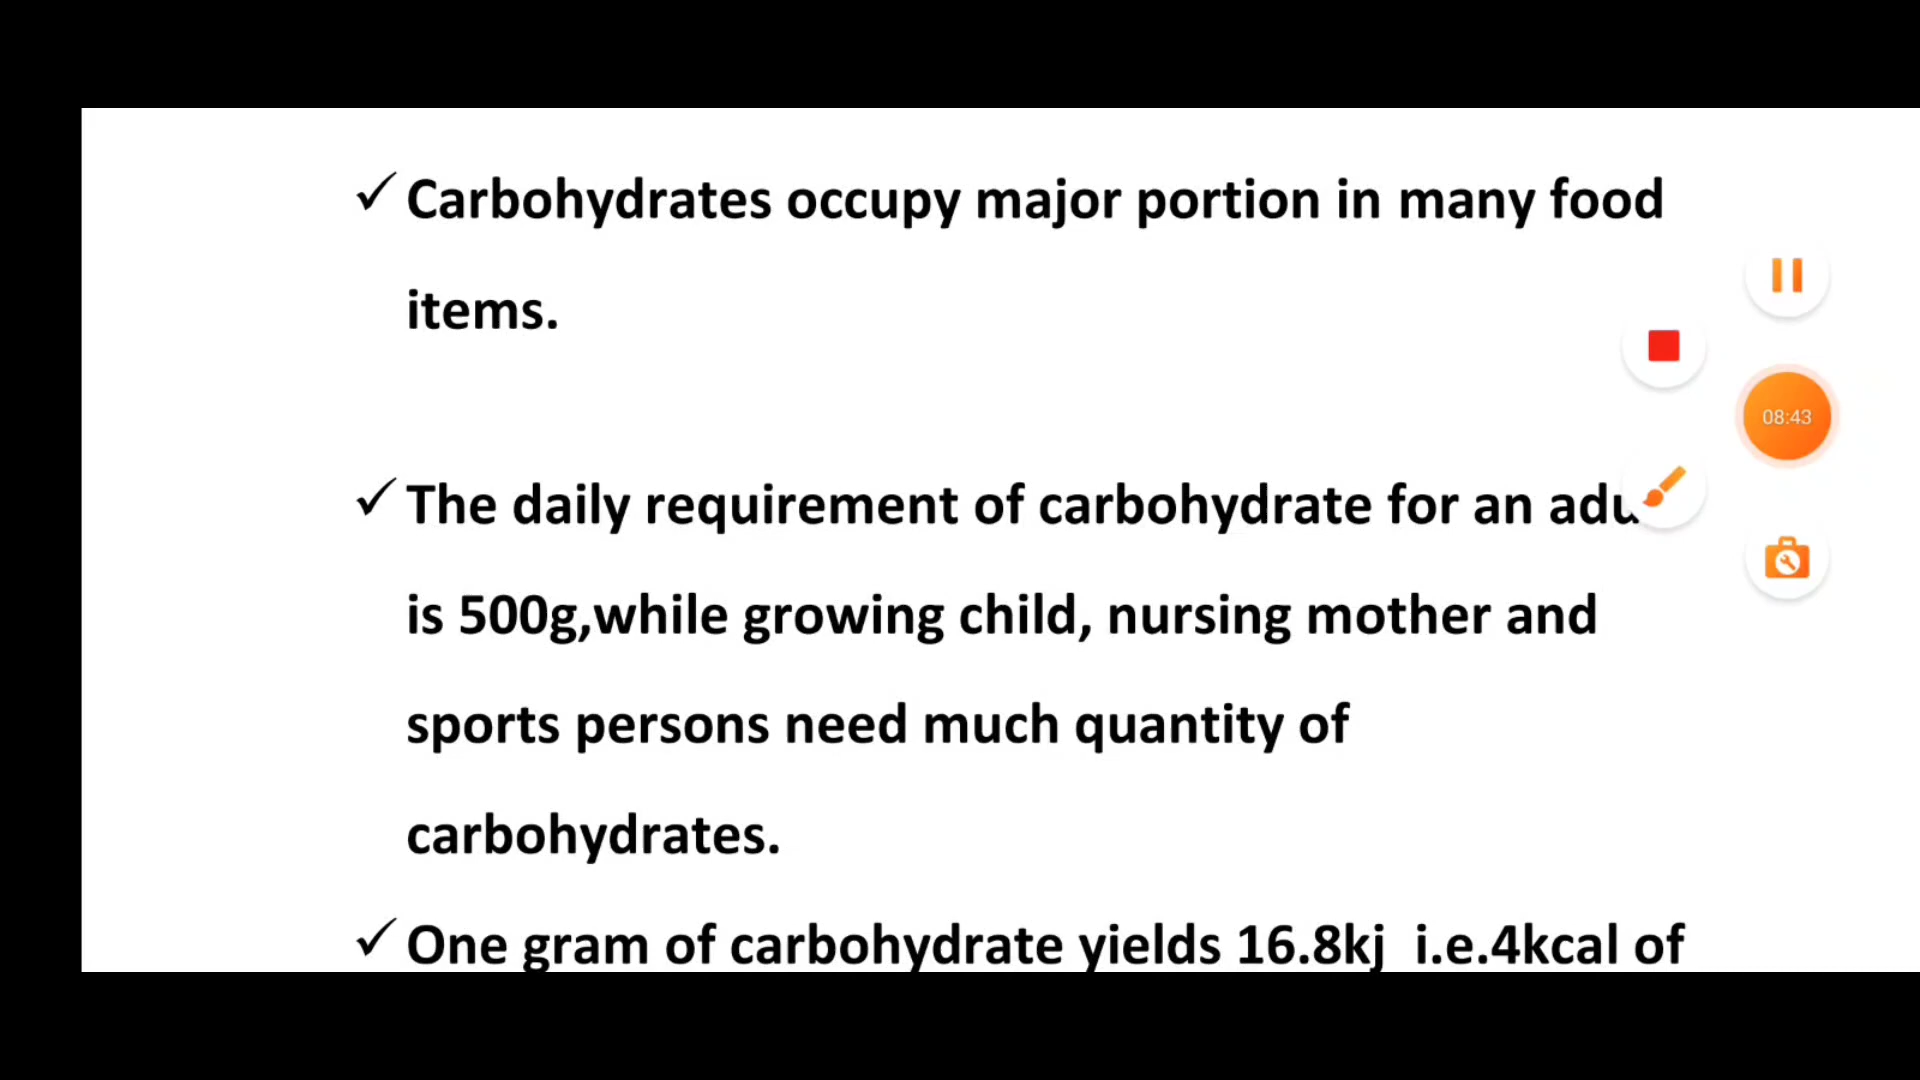 ✓ Carbohydrates occupy major portion in many food
items.
✓ The daily requirement of carbohydrate for an
is 500g,while growing child, nursing mother and
sports persons need much quantity of
carbohydrates.
✓ One gram of carbohydrate yields 16.8kj i.e.4kcal of
08:43